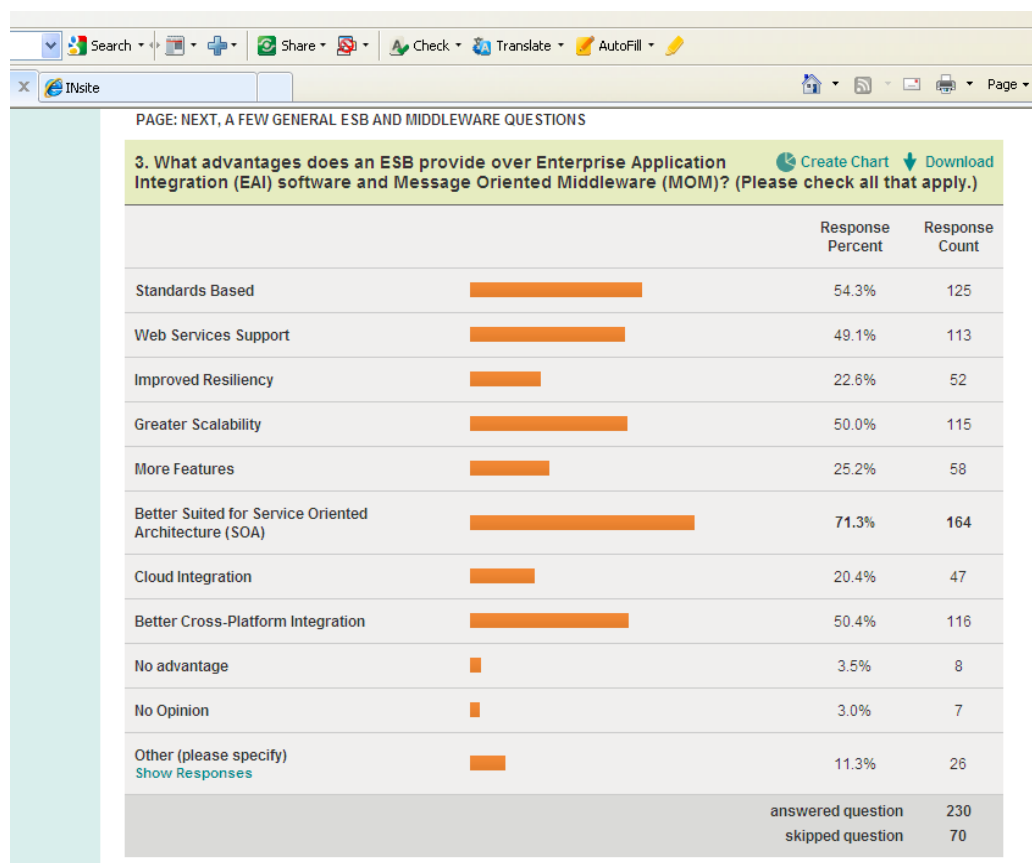 Search Share Check Translate AutoFill
INsite Page
PAGE: NEXT, A FEW GENERAL ESB AND MIDDLEWARE QUESTIONS
3. What advantages does an ESB provide over Enterprise Application Create Chart Download
Integration (EAI) software and Message Oriented Middleware (MOM)? (Please check all that apply.)
Response Response
Percent Count
Standards Based 54.3% 125
Web Services Support 49.1% 113
Improved Resiliency 22.6% 52
Greater Scalability 50.0% 115
More Features 25.2% 58
Better Suited for Service Oriented
Architecture (SOA) 71.3% 164
Cloud Integration 20.4% 47
Better Cross-Platform Integration 50.4% 116
No advantage 3.5% 8
No Opinion 3.0% 7
Other (please specify)
Show Responses 11.3% 26
answered question 230
skipped question 70